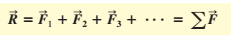 R⃗ = F⃗₁ + F⃗₂ + F⃗₃ + ··· = ∑F⃗